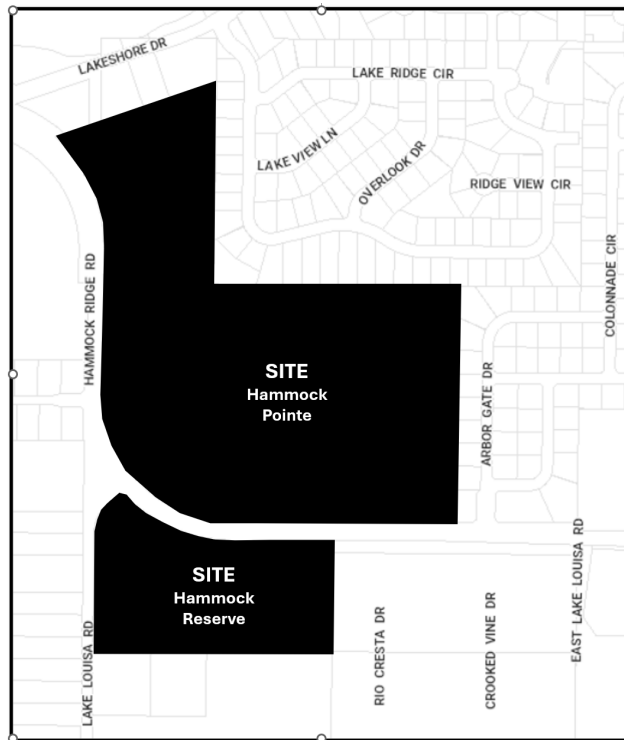 LAKESHORE DR
LAKE RIDGE CIR
LAKE VIEW LN
OVERLOOK DR
RIDGE VIEW CIR
COLONNADE CIR
HAMMOCK RIDGE RD
SITE
Hammock
Pointe
ARBOR GATE DR
SITE
Hammock
Reserve
LAKE LOUISA RD
RIO CRESTA DR
CROOKED VINE DR
EAST LAKE LOUISA RD